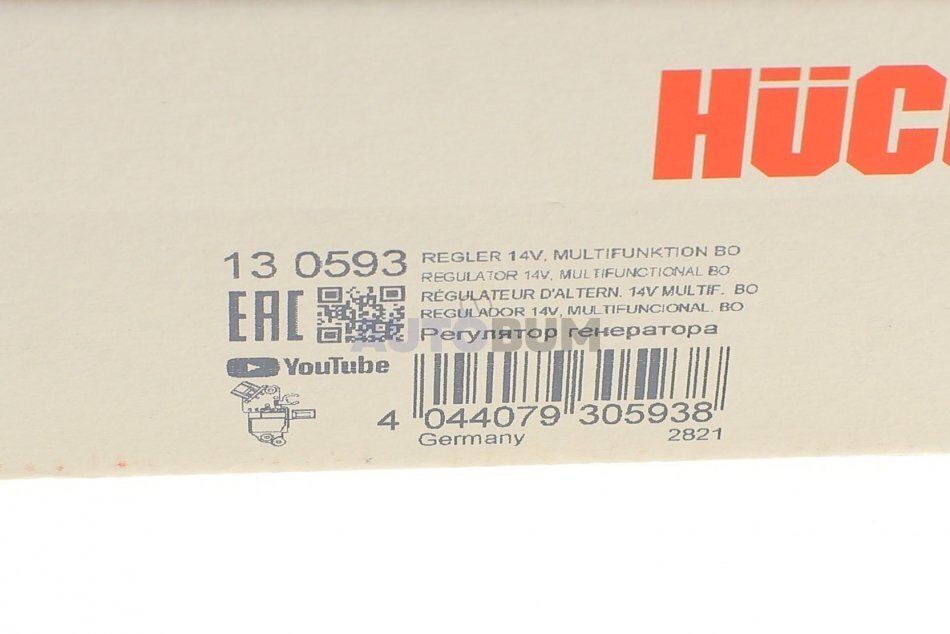 HÜC
13 0593
REGLER 14V, MULTIFUNKTION BO
REGULATOR 14V, MULTIFUNCTIONAL BO
RÉGULATEUR D'ALTERN. 14V MULTIF. BO
REGULADOR 14V, MULTIFUNCIONAL. BO
Регулятор генератора
EAC
AUTOBUM
YouTube
4 044079 305938
Germany 2821